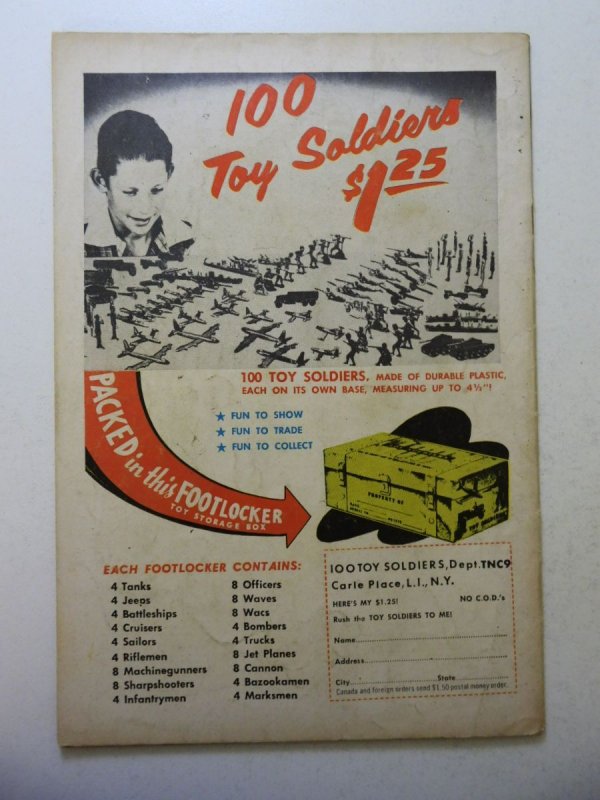 100
Toy Soldiers
$1.25
100 TOY SOLDIERS, MADE OF DURABLE PLASTIC,
EACH ON ITS OWN BASE, MEASURING UP TO 4½"!
★ FUN TO SHOW
★ FUN TO TRADE
★ FUN TO COLLECT
PACKED in this FOOTLOCKER
TOY STORAGE BOX
PROPERTY OF
EACH FOOTLOCKER CONTAINS:
4 Tanks
4 Jeeps
4 Battleships
4 Cruisers
4 Sailors
4 Riflemen
8 Machinegunners
8 Sharpshooters
4 Infantrymen
8 Officers
8 Waves
8 Wacs
4 Bombers
4 Trucks
8 Jet Planes
8 Cannon
4 Bazookamen
4 Marksmen
100 TOY SOLDIERS, Dept. TNC9
Carle Place, L.I., N.Y.
HERE'S MY $1.25! NO C.O.D.'s
Rush the TOY SOLDIERS TO ME!
Name
Address
City State
Canada and foreign orders send $1.50 postal money order.